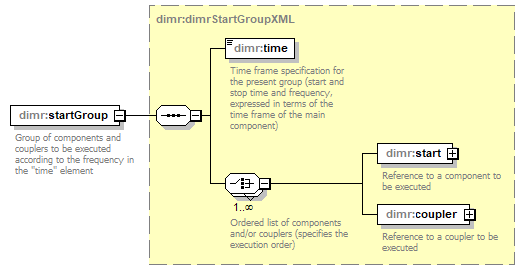 dimr:dimrStartGroupXML
dimr:time
Time frame specification for
the present group (start and
stop time and frequency,
expressed in terms of the
time frame of the main
component)
dimr:startGroup
Group of components and
couplers to be executed
according to the frequency in
the "time" element
dimr:start
Reference to a component to
be executed
1..∞
Ordered list of components
and/or couplers (specifies the
execution order)
dimr:coupler
Reference to a coupler to be
executed